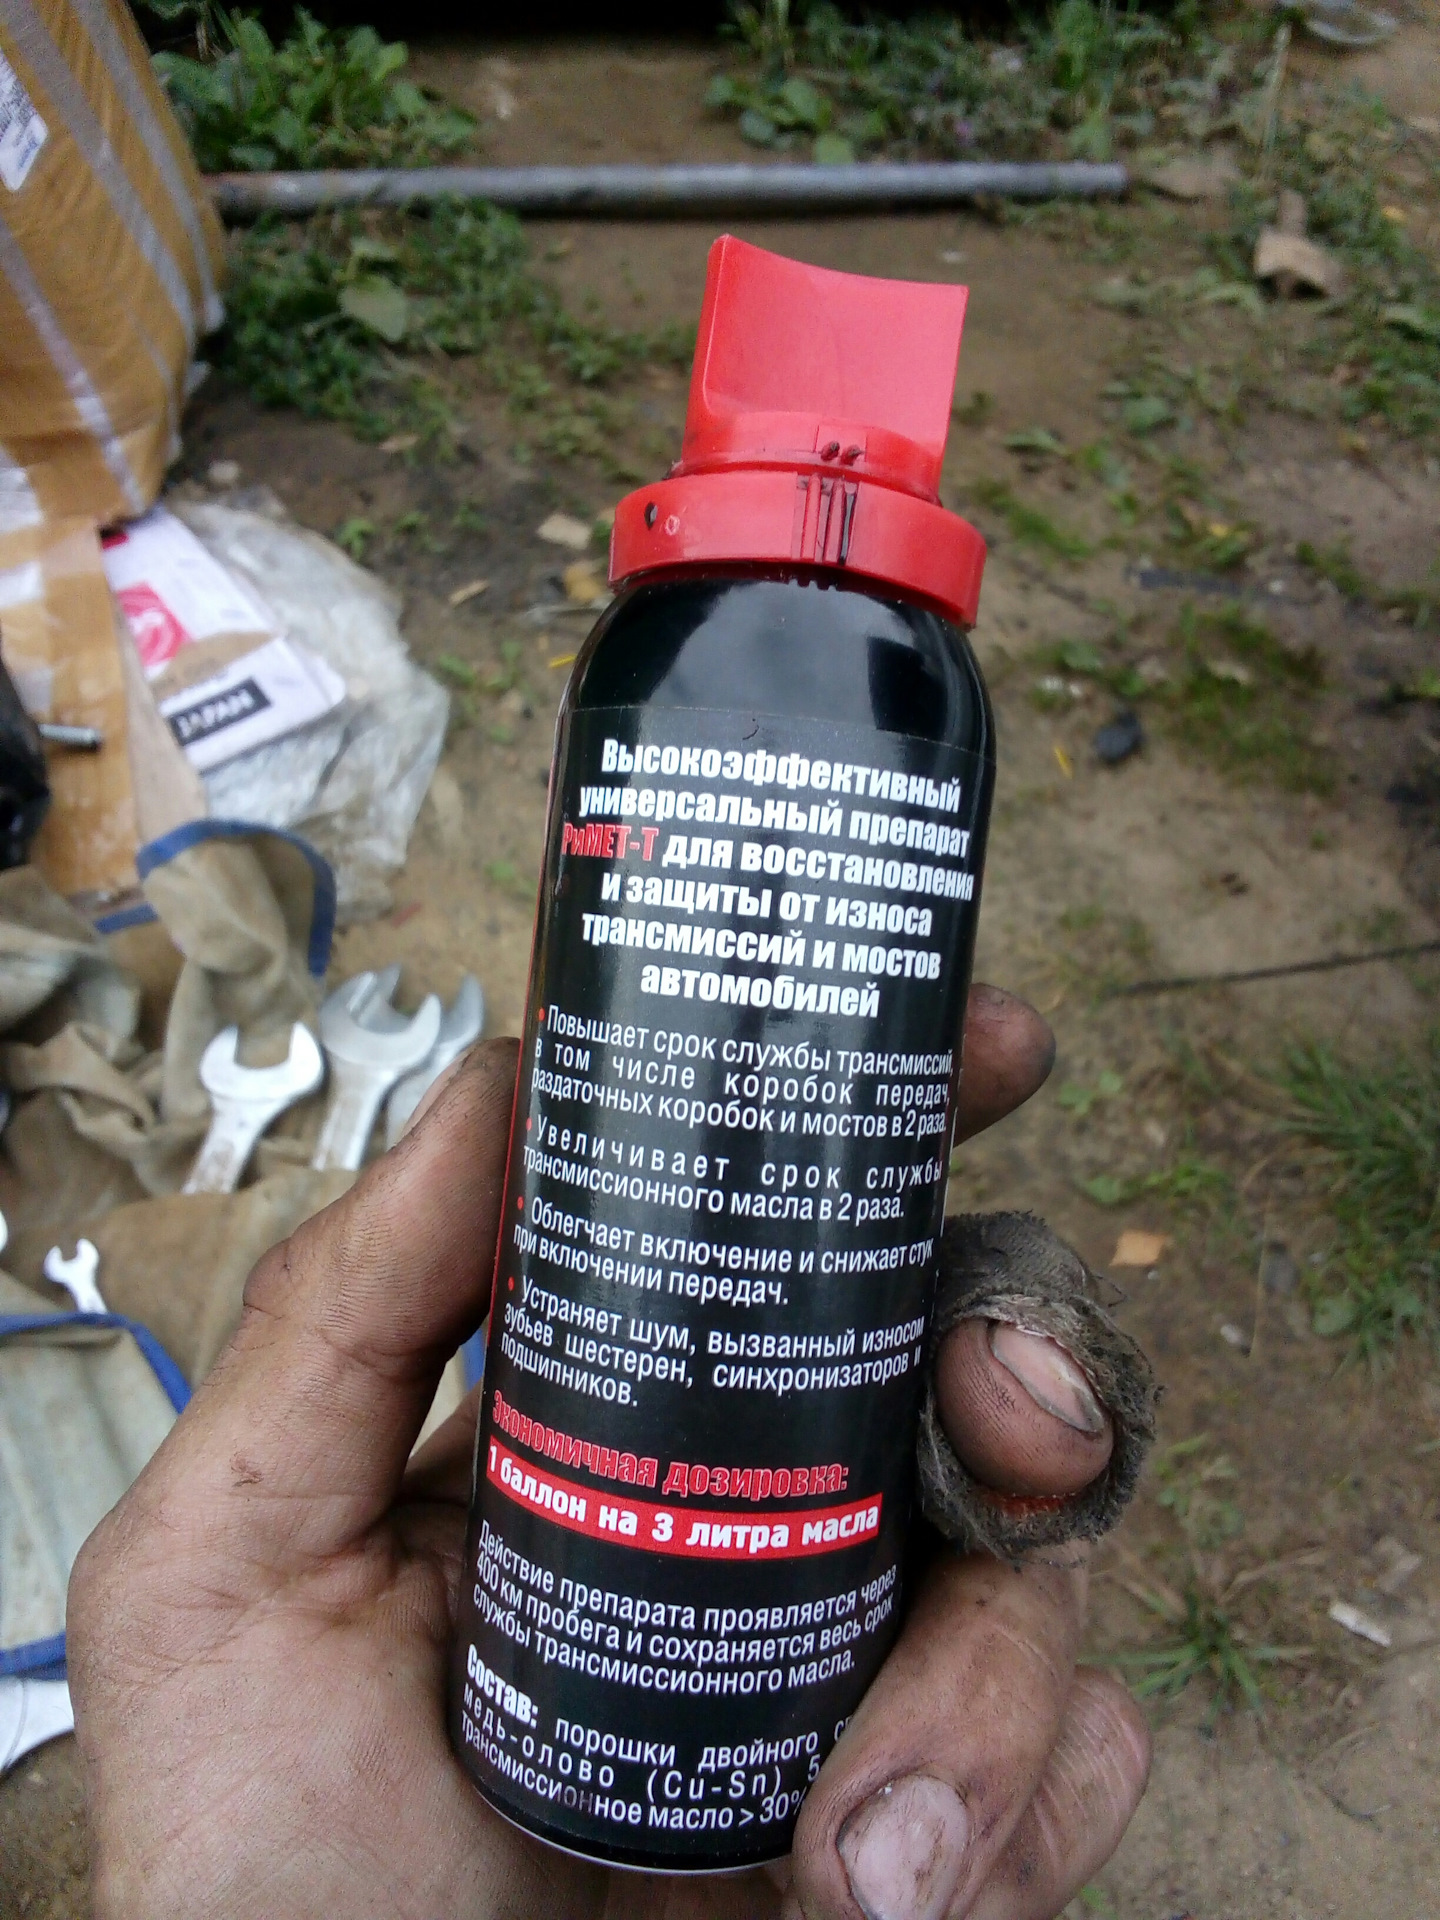 JAPAN
Высокоэффективный
универсальный препарат
РиМЕТ-Т для восстановления
и защиты от износа
трансмиссий и мостов
автомобилей
• Повышает срок службы трансмиссий,
в том числе коробок передач,
раздаточных коробок и мостов в 2 раза.
• Увеличивает срок службы
трансмиссионного масла в 2 раза.
• Облегчает включение и снижает стук
при включении передач.
• Устраняет шум, вызванный износом
зубьев шестерен, синхронизаторов и
подшипников.
Экономичная дозировка:
1 баллон на 3 литра масла
Действие препарата проявляется через
400 км пробега и сохраняется весь срок
службы трансмиссионного масла.
Состав: порошки двойного
медь-олово (Cu-Sn) 5
трансмиссионное масло > 30%